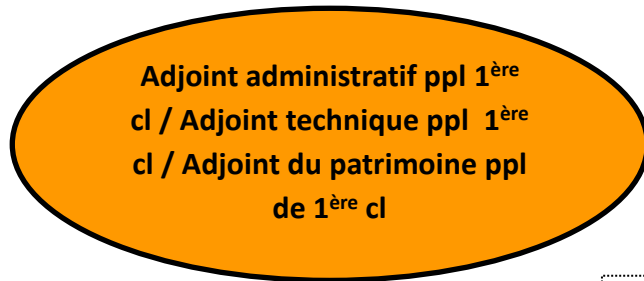 Adjoint administratif ppl 1ère
cl / Adjoint technique ppl 1ère
cl / Adjoint du patrimoine ppl
de 1ère cl